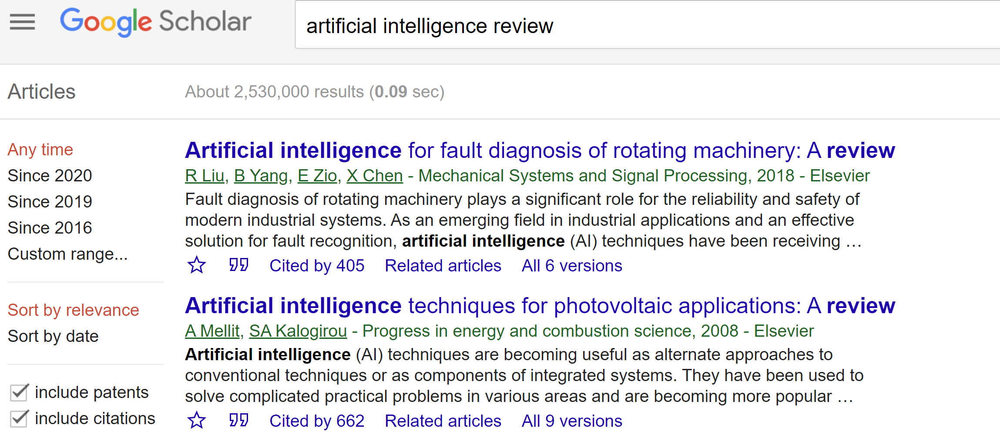 Google Scholar
artificial intelligence review
Articles
About 2,530,000 results (0.09 sec)
Any time
Since 2020
Since 2019
Since 2016
Custom range...
Sort by relevance
Sort by date
include patents
include citations
Artificial intelligence for fault diagnosis of rotating machinery: A review
R Liu, B Yang, E Zio, X Chen - Mechanical Systems and Signal Processing, 2018 - Elsevier
Fault diagnosis of rotating machinery plays a significant role for the reliability and safety of
modern industrial systems. As an emerging field in industrial applications and an effective
solution for fault recognition, artificial intelligence (AI) techniques have been receiving …
Cited by 405 Related articles All 6 versions
Artificial intelligence techniques for photovoltaic applications: A review
A Mellit, SA Kalogirou - Progress in energy and combustion science, 2008 - Elsevier
Artificial intelligence (AI) techniques are becoming useful as alternate approaches to
conventional techniques or as components of integrated systems. They have been used to
solve complicated practical problems in various areas and are becoming more popular …
Cited by 662 Related articles All 9 versions